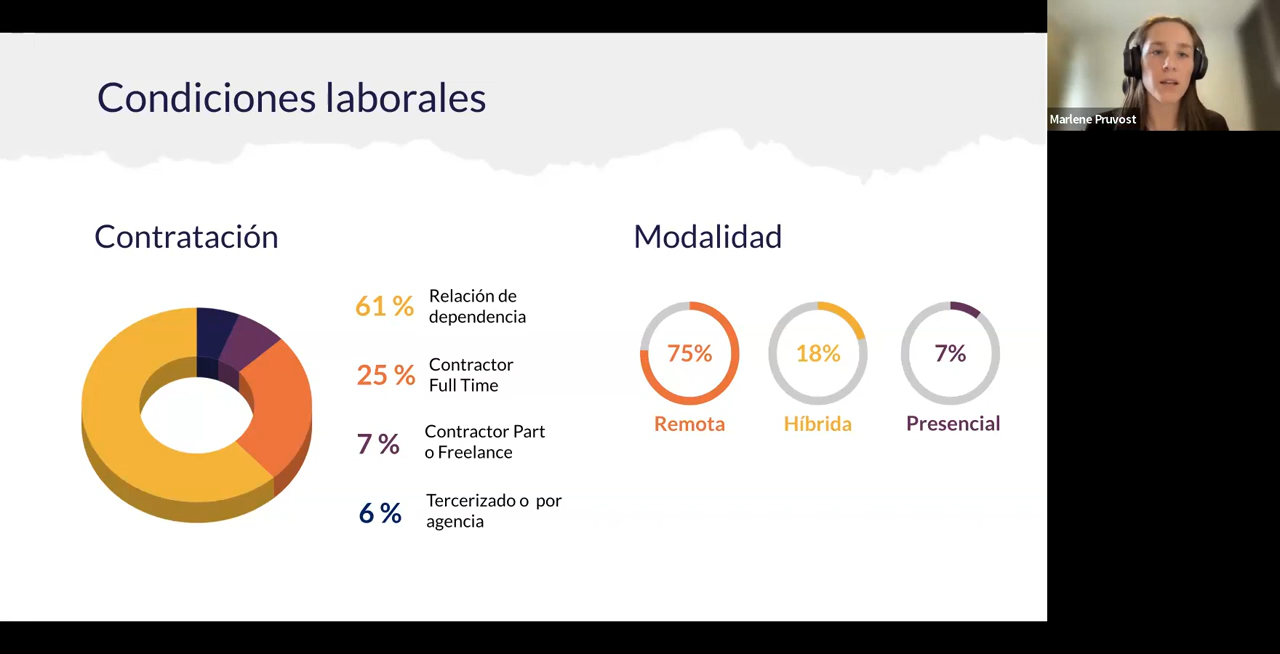 Condiciones laborales
Marlene Pruvost
Contratación
61 %
Relación de
dependencia
25 %
Contractor
Full Time
7 %
Contractor Part
o Freelance
6 %
Tercerizado o por
agencia
Modalidad
75%
18%
7%
Remota
Híbrida
Presencial